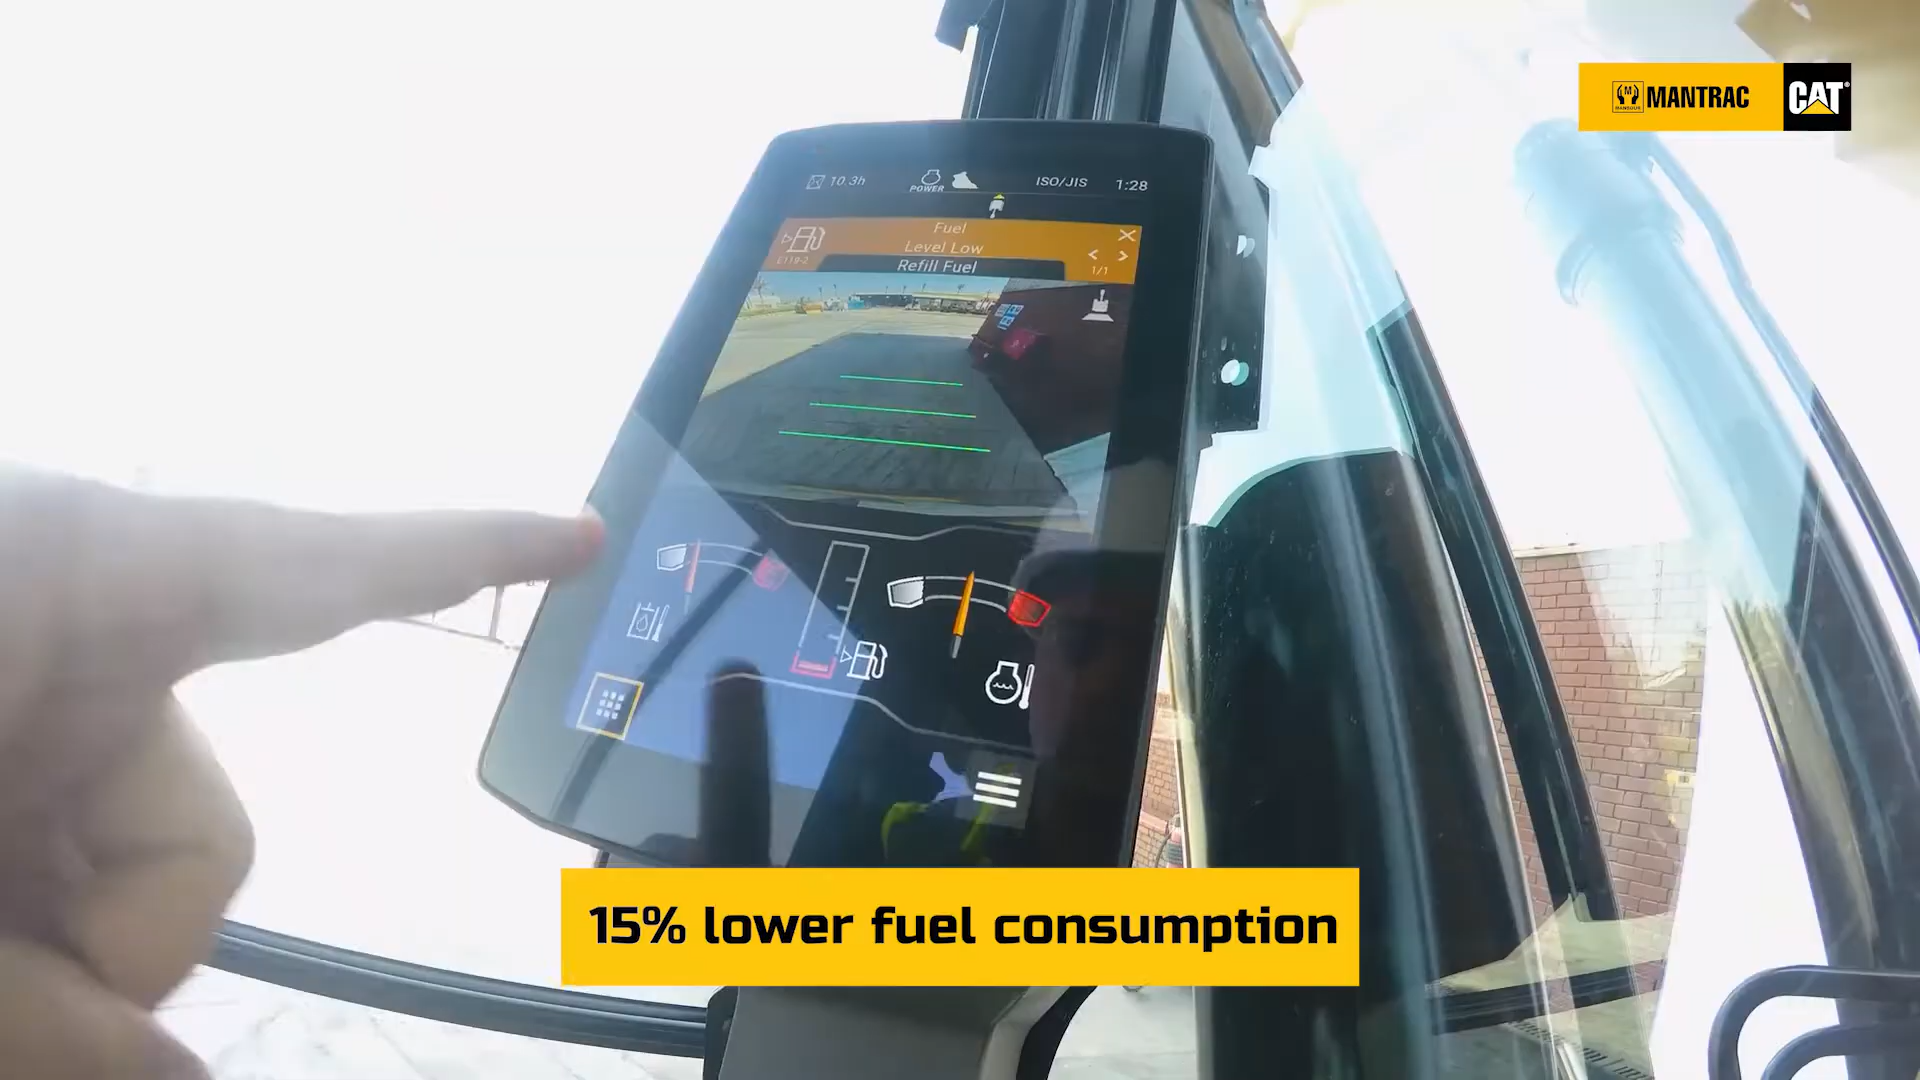 MANTRAC
CAT
10.3h
POWER
ISO/JIS
1:28
Fuel
Level Low
Refill Fuel
1/1
15% lower fuel consumption